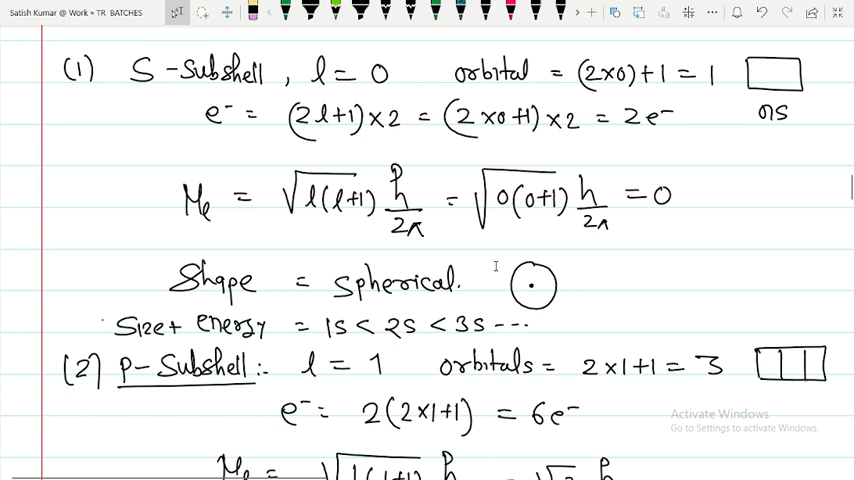 Satish Kumar @ Work » TR BATCHES
(1) S-Subshell, l = 0 orbital = (2×0)+1 = 1
e⁻ = (2l+1)×2 = (2×0+1)×2 = 2e⁻ ns
Me = √l(l+1) h/2π = √0(0+1) h/2π = 0
Shape = Spherical.
Size+ energy = 1S < 2S < 3S ---
(2) P-Subshell:- l = 1 orbitals = 2×1+1 = 3
e⁻ = 2(2×1+1) = 6e⁻
Activate Windows
Go to Settings to activate Windows.